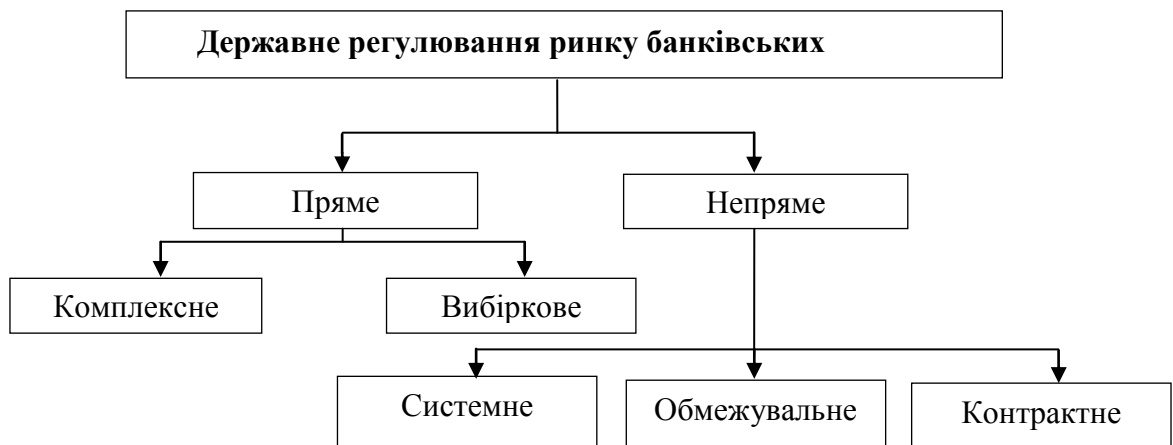 Державне регулювання ринку банківських
Пряме
Непряме
Комплексне
Вибіркове
Системне
Обмежувальне
Контрактне